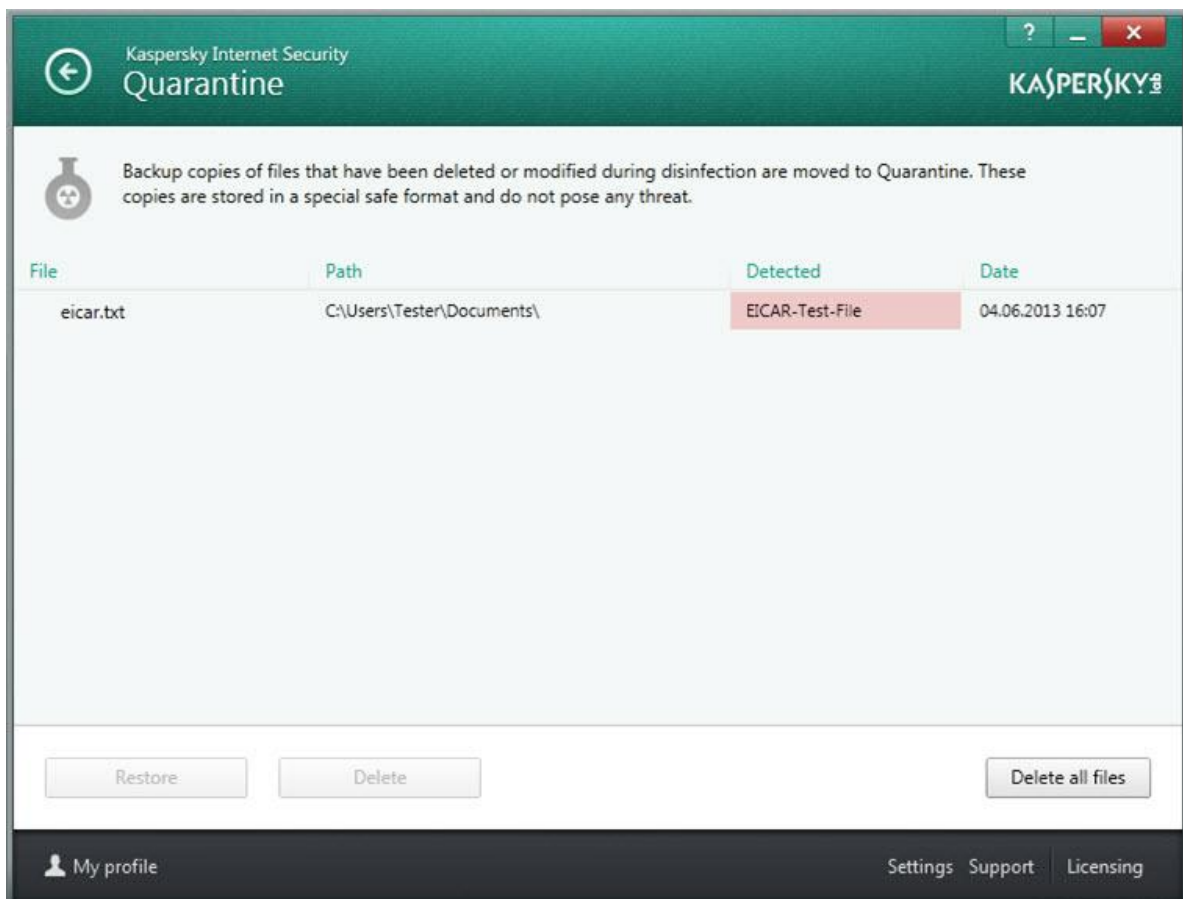 Kaspersky Internet Security
Quarantine
?
KASPERSKY lab
Backup copies of files that have been deleted or modified during disinfection are moved to Quarantine. These
copies are stored in a special safe format and do not pose any threat.
File Path Detected Date
eicar.txt C:\Users\Tester\Documents\ EICAR-Test-File 04.06.2013 16:07
Restore Delete Delete all files
My profile Settings Support Licensing